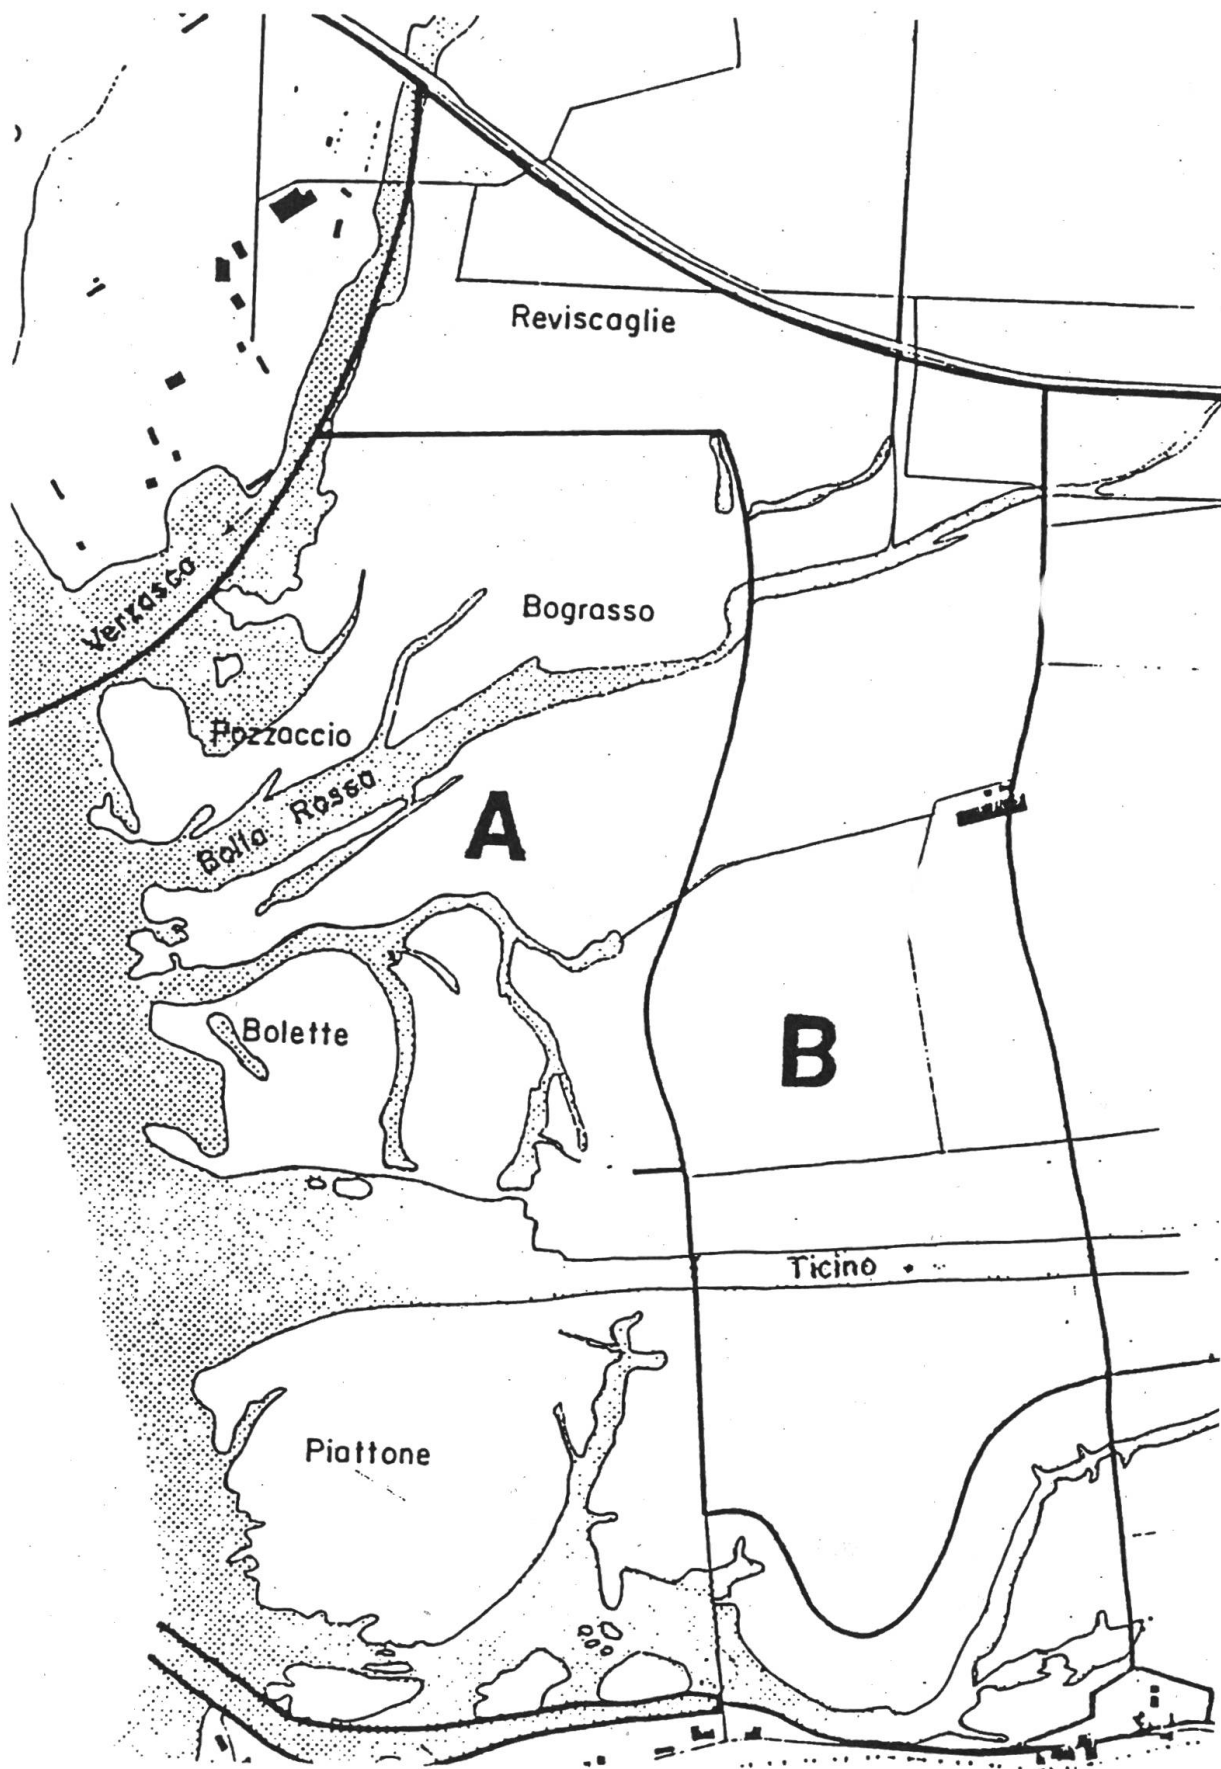 Reviscaglie
Verzasca
Bograsso
Pozzaccio
Bolla Rossa
A
Bolette
B
Ticino
Piattone